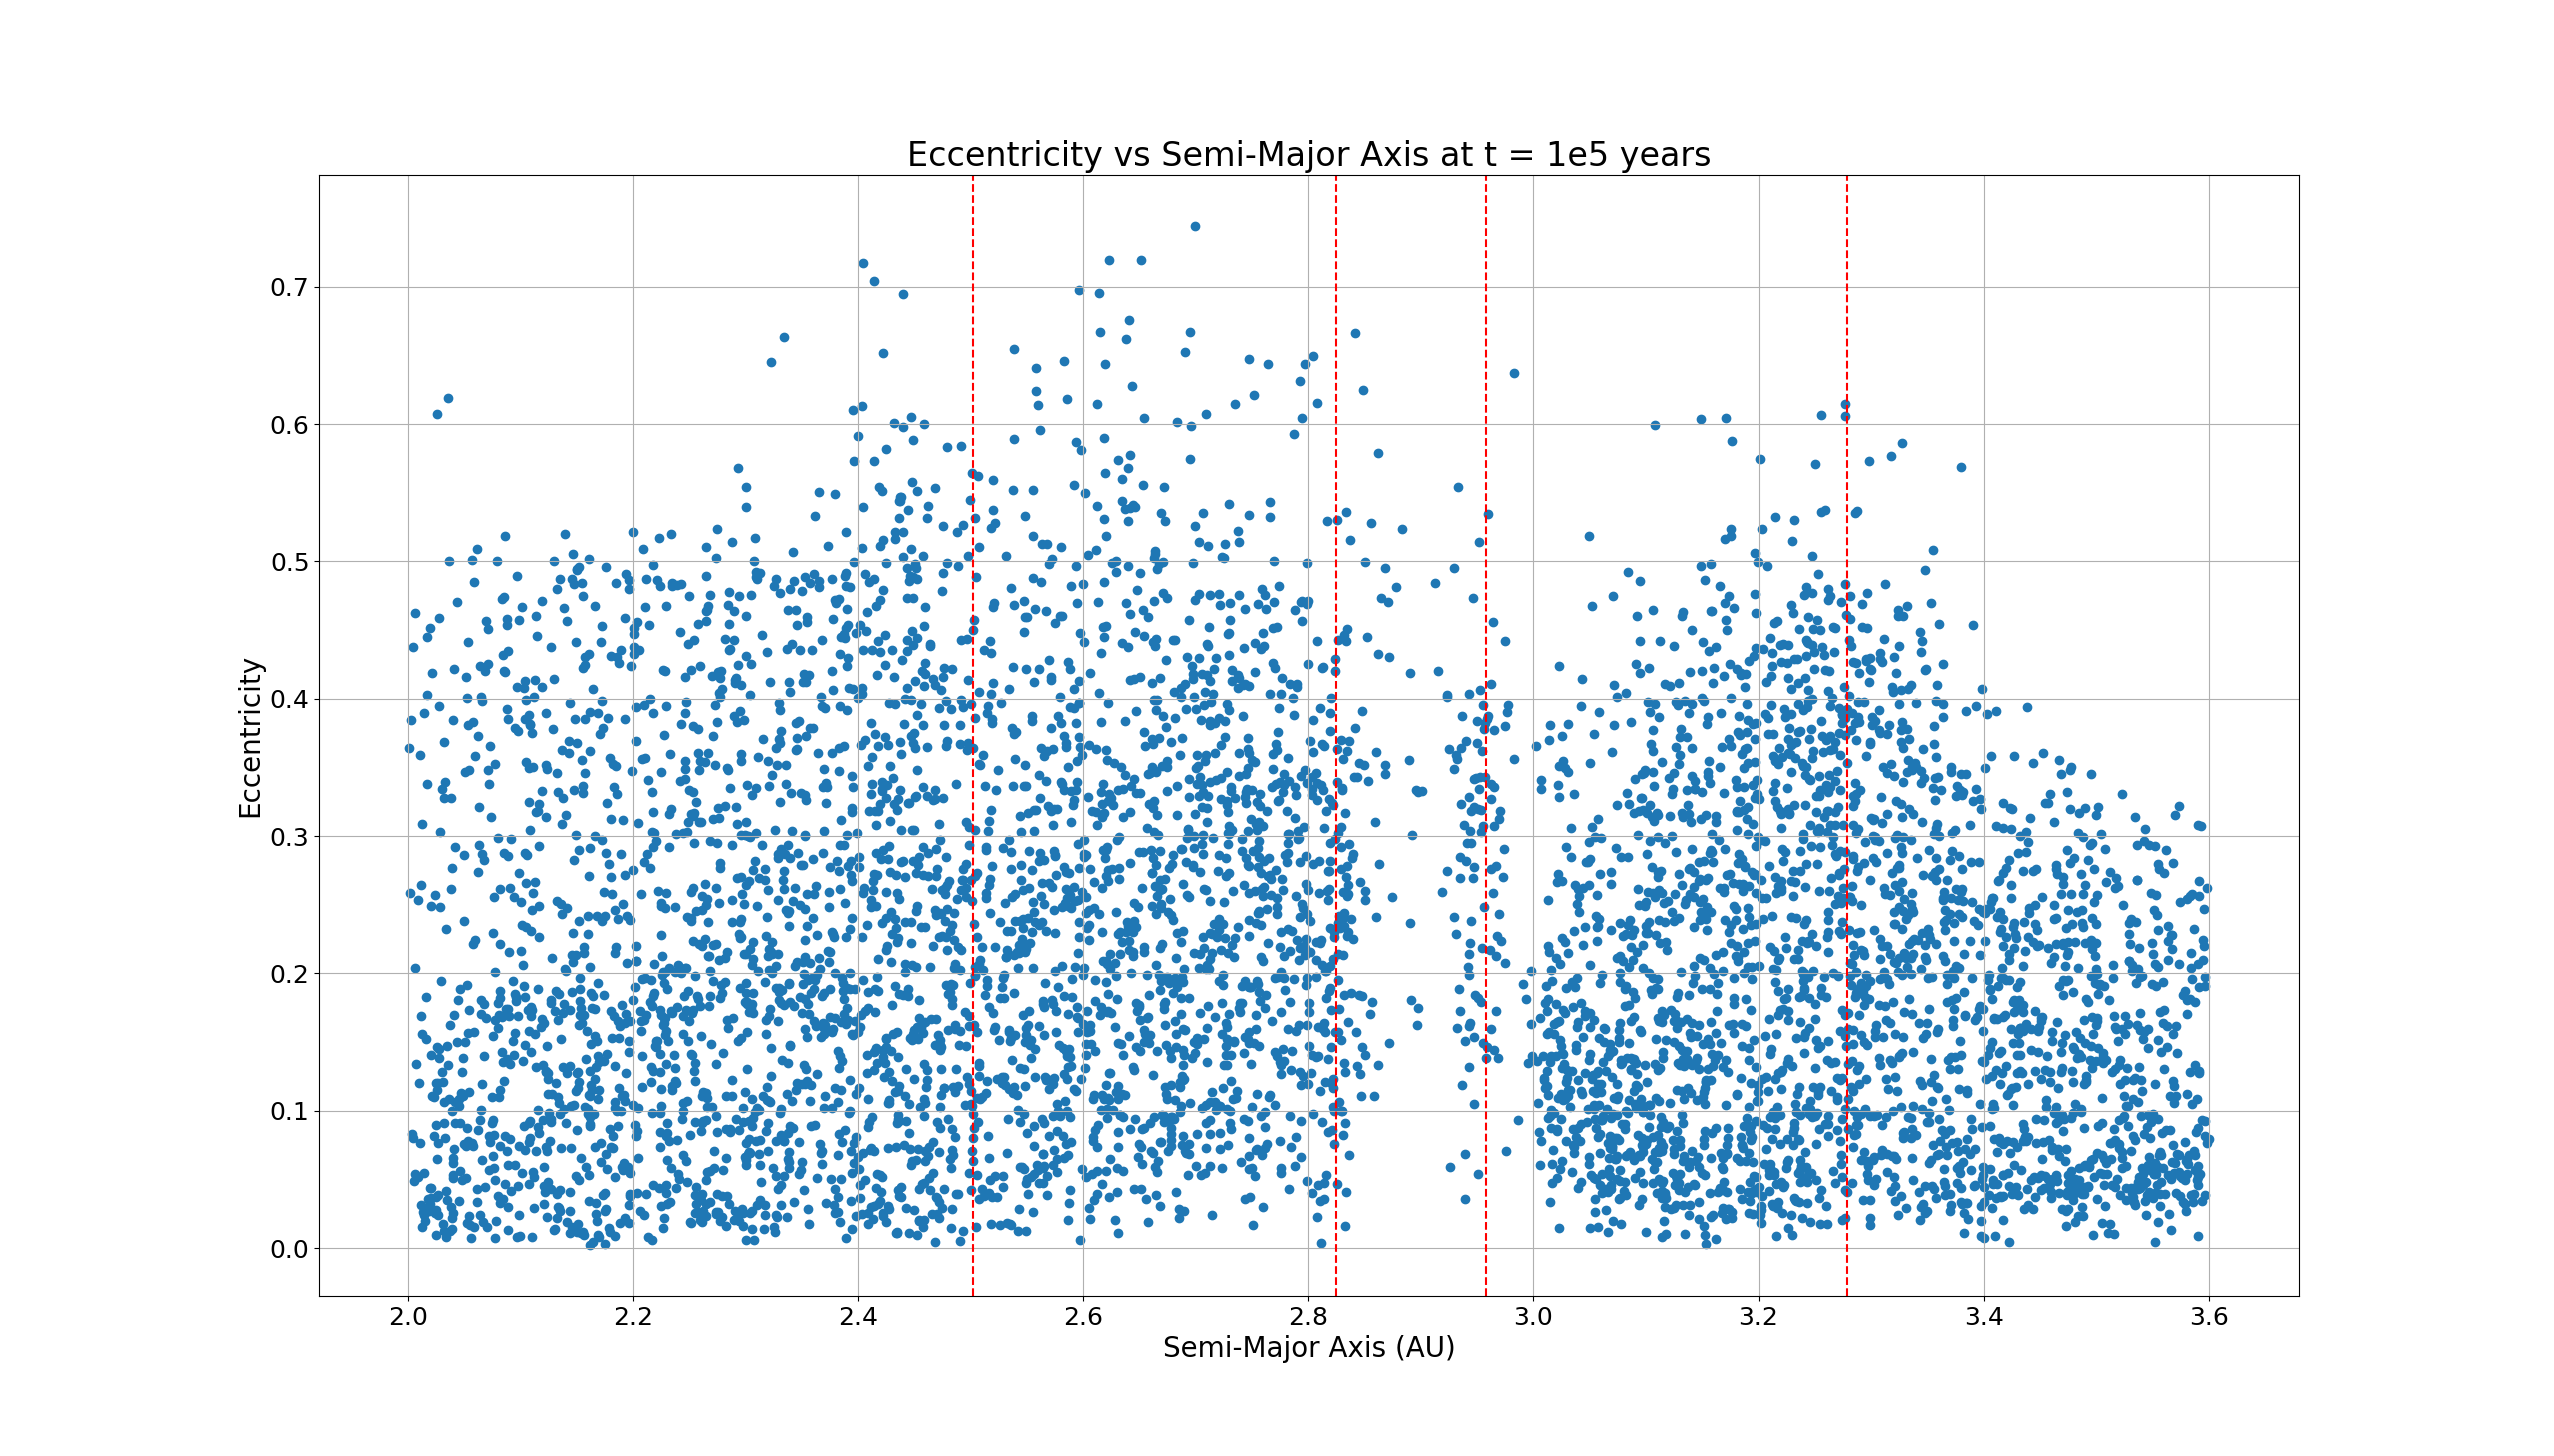 Eccentricity vs Semi-Major Axis at t = 1e5 years
Eccentricity
0.7
0.6
0.5
0.4
0.3
0.2
0.1
0.0
2.0 2.2 2.4 2.6 2.8 3.0 3.2 3.4 3.6
Semi-Major Axis (AU)